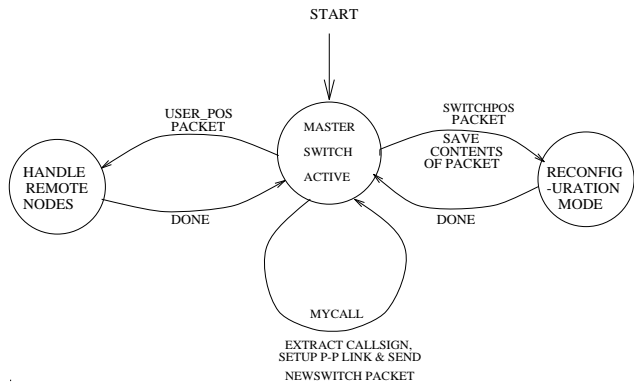 START
USER_POS
PACKET
MASTER
SWITCH
ACTIVE
SWITCHPOS
PACKET
SAVE
CONTENTS
OF PACKET
HANDLE
REMOTE
NODES
RECONFIG
-URATION
MODE
DONE
DONE
MYCALL
EXTRACT CALLSIGN,
SETUP P-P LINK & SEND
NEWSWITCH PACKET